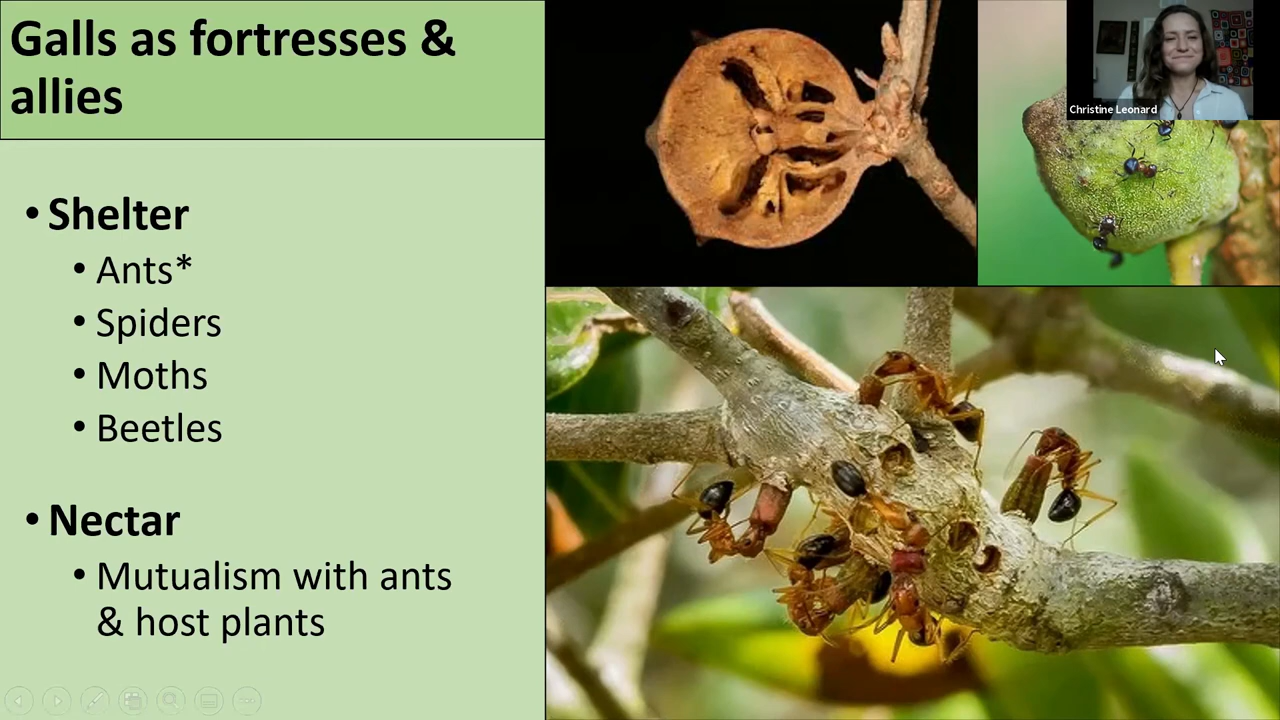 Galls as fortresses &
allies
Christine Leonard
• Shelter
• Ants*
• Spiders
• Moths
• Beetles
• Nectar
• Mutualism with ants
& host plants